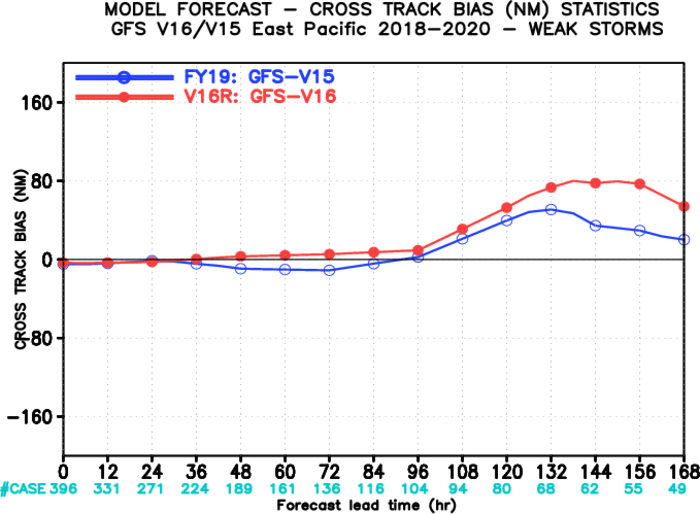 MODEL FORECAST – CROSS TRACK BIAS (NM) STATISTICS
GFS V16/V15 East Pacific 2018–2020 – WEAK STORMS
FY19: GFS–V15
V16R: GFS–V16
CROSS TRACK BIAS (NM)
160
80
0
–80
–160
0 12 24 36 48 60 72 84 96 108 120 132 144 156 168
#CASE 396 331 271 224 189 161 136 116 104 94 80 68 62 55 49
Forecast lead time (hr)